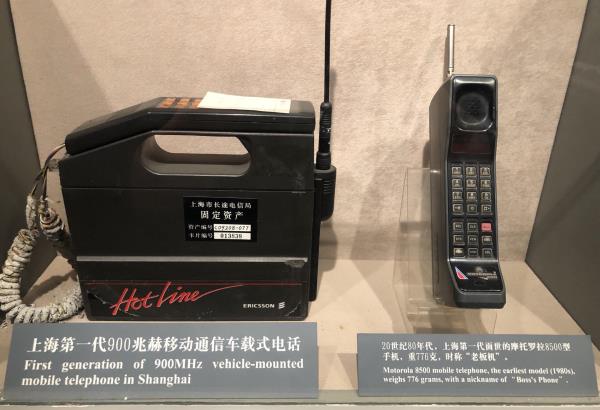 上海市长途电信局
固定资产
资产编号 C09208-077
卡片编号 013838
Hot Line
ERICSSON
上海第一代900兆赫移动通信车载式电话
First generation of 900MHz vehicle-mounted
mobile telephone in Shanghai
20世纪80年代，上海第一代面世的摩托罗拉8500型
手机，重776克，时称“老板机”。
Motorola 8500 mobile telephone, the earliest model (1980s),
weighs 776 grams, with a nickname of “Boss's Phone”.